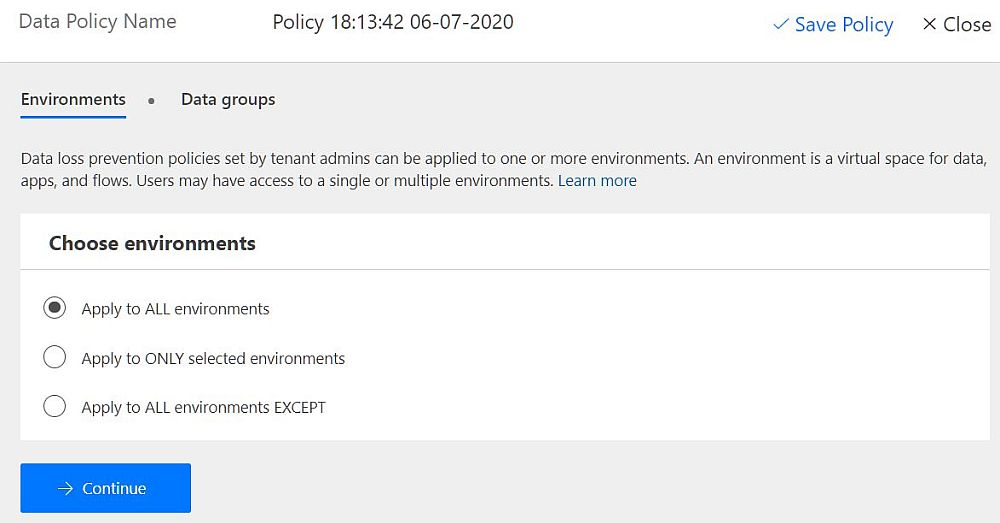 Data Policy Name Policy 18:13:42 06-07-2020 Save Policy Close
Environments Data groups
Data loss prevention policies set by tenant admins can be applied to one or more environments. An environment is a virtual space for data,
apps, and flows. Users may have access to a single or multiple environments. Learn more
Choose environments
Apply to ALL environments
Apply to ONLY selected environments
Apply to ALL environments EXCEPT
Continue